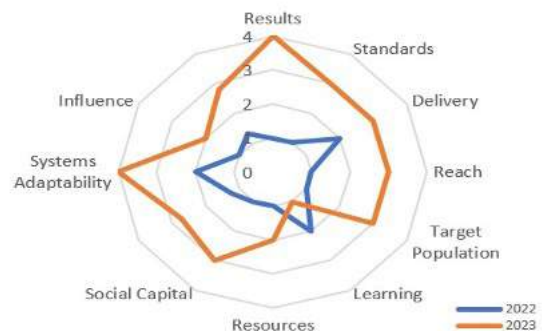 Results
4
Standards
3
Delivery
2
Influence
1
0
Reach
Systems
Adaptability
Target
Population
Social Capital
Learning
Resources
2022
2023